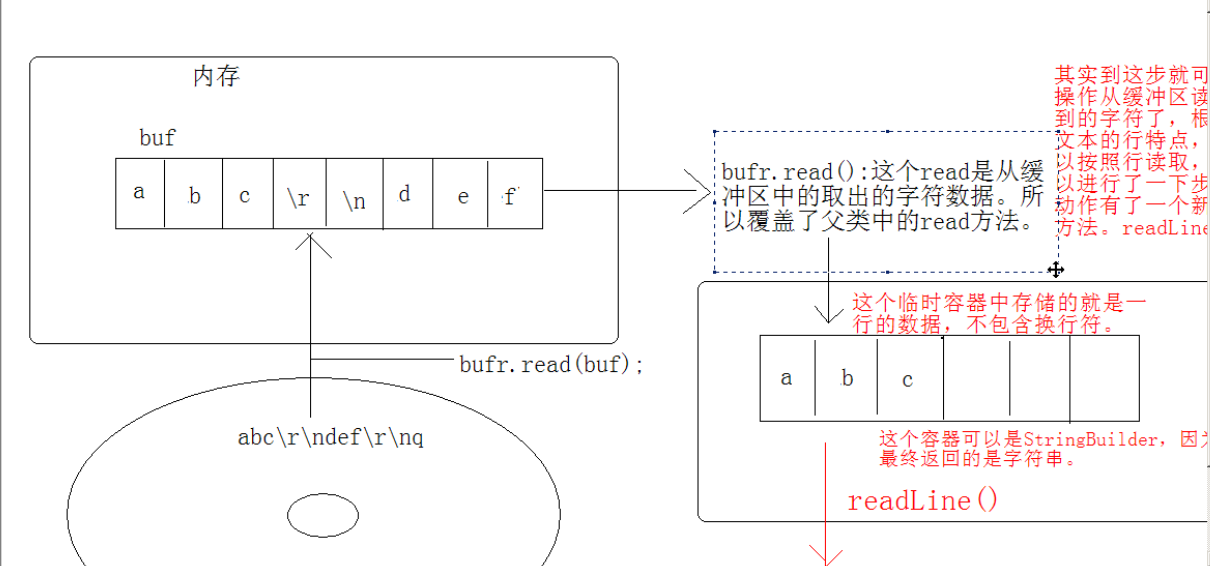 内存
buf
a b c \r \n d e f
bufr.read(buf);
abc\r\ndef\r\nq
bufr.read():这个read是从缓
冲区中的取出的字符数据。所
以覆盖了父类中的read方法。
其实到这步就可
操作从缓冲区读
到的字符了，根
文本的行特点，
以按照行读取，
以进行了一下步
动作有了一个新
方法。readLine
这个临时容器中存储的就是一
行的数据，不包含换行符。
a b c
这个容器可以是StringBuilder，因为
最终返回的是字符串。
readLine()